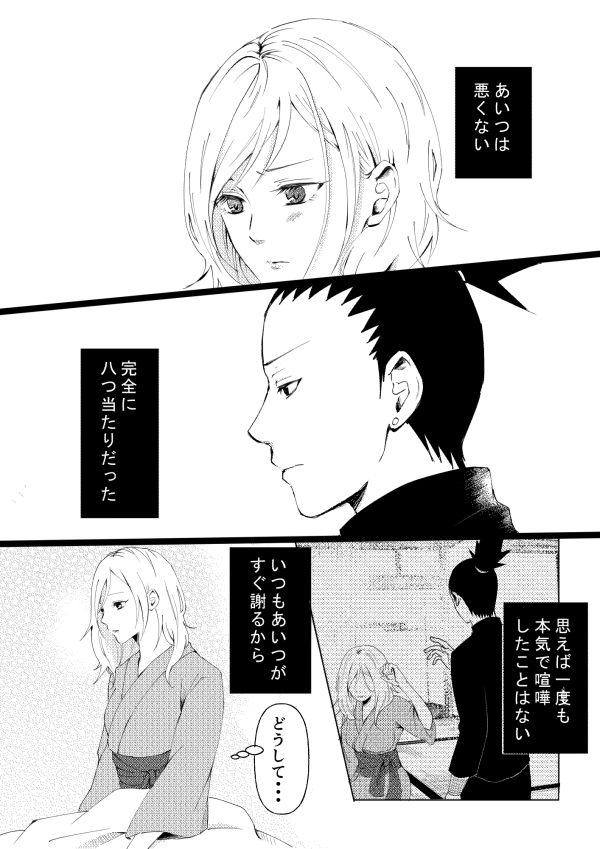 あいつは
悪くない
完全に
八つ当たりだった
思えば一度も
本気で喧嘩
したことはない
いつもあいつが
すぐ謝るから
どうして・・・